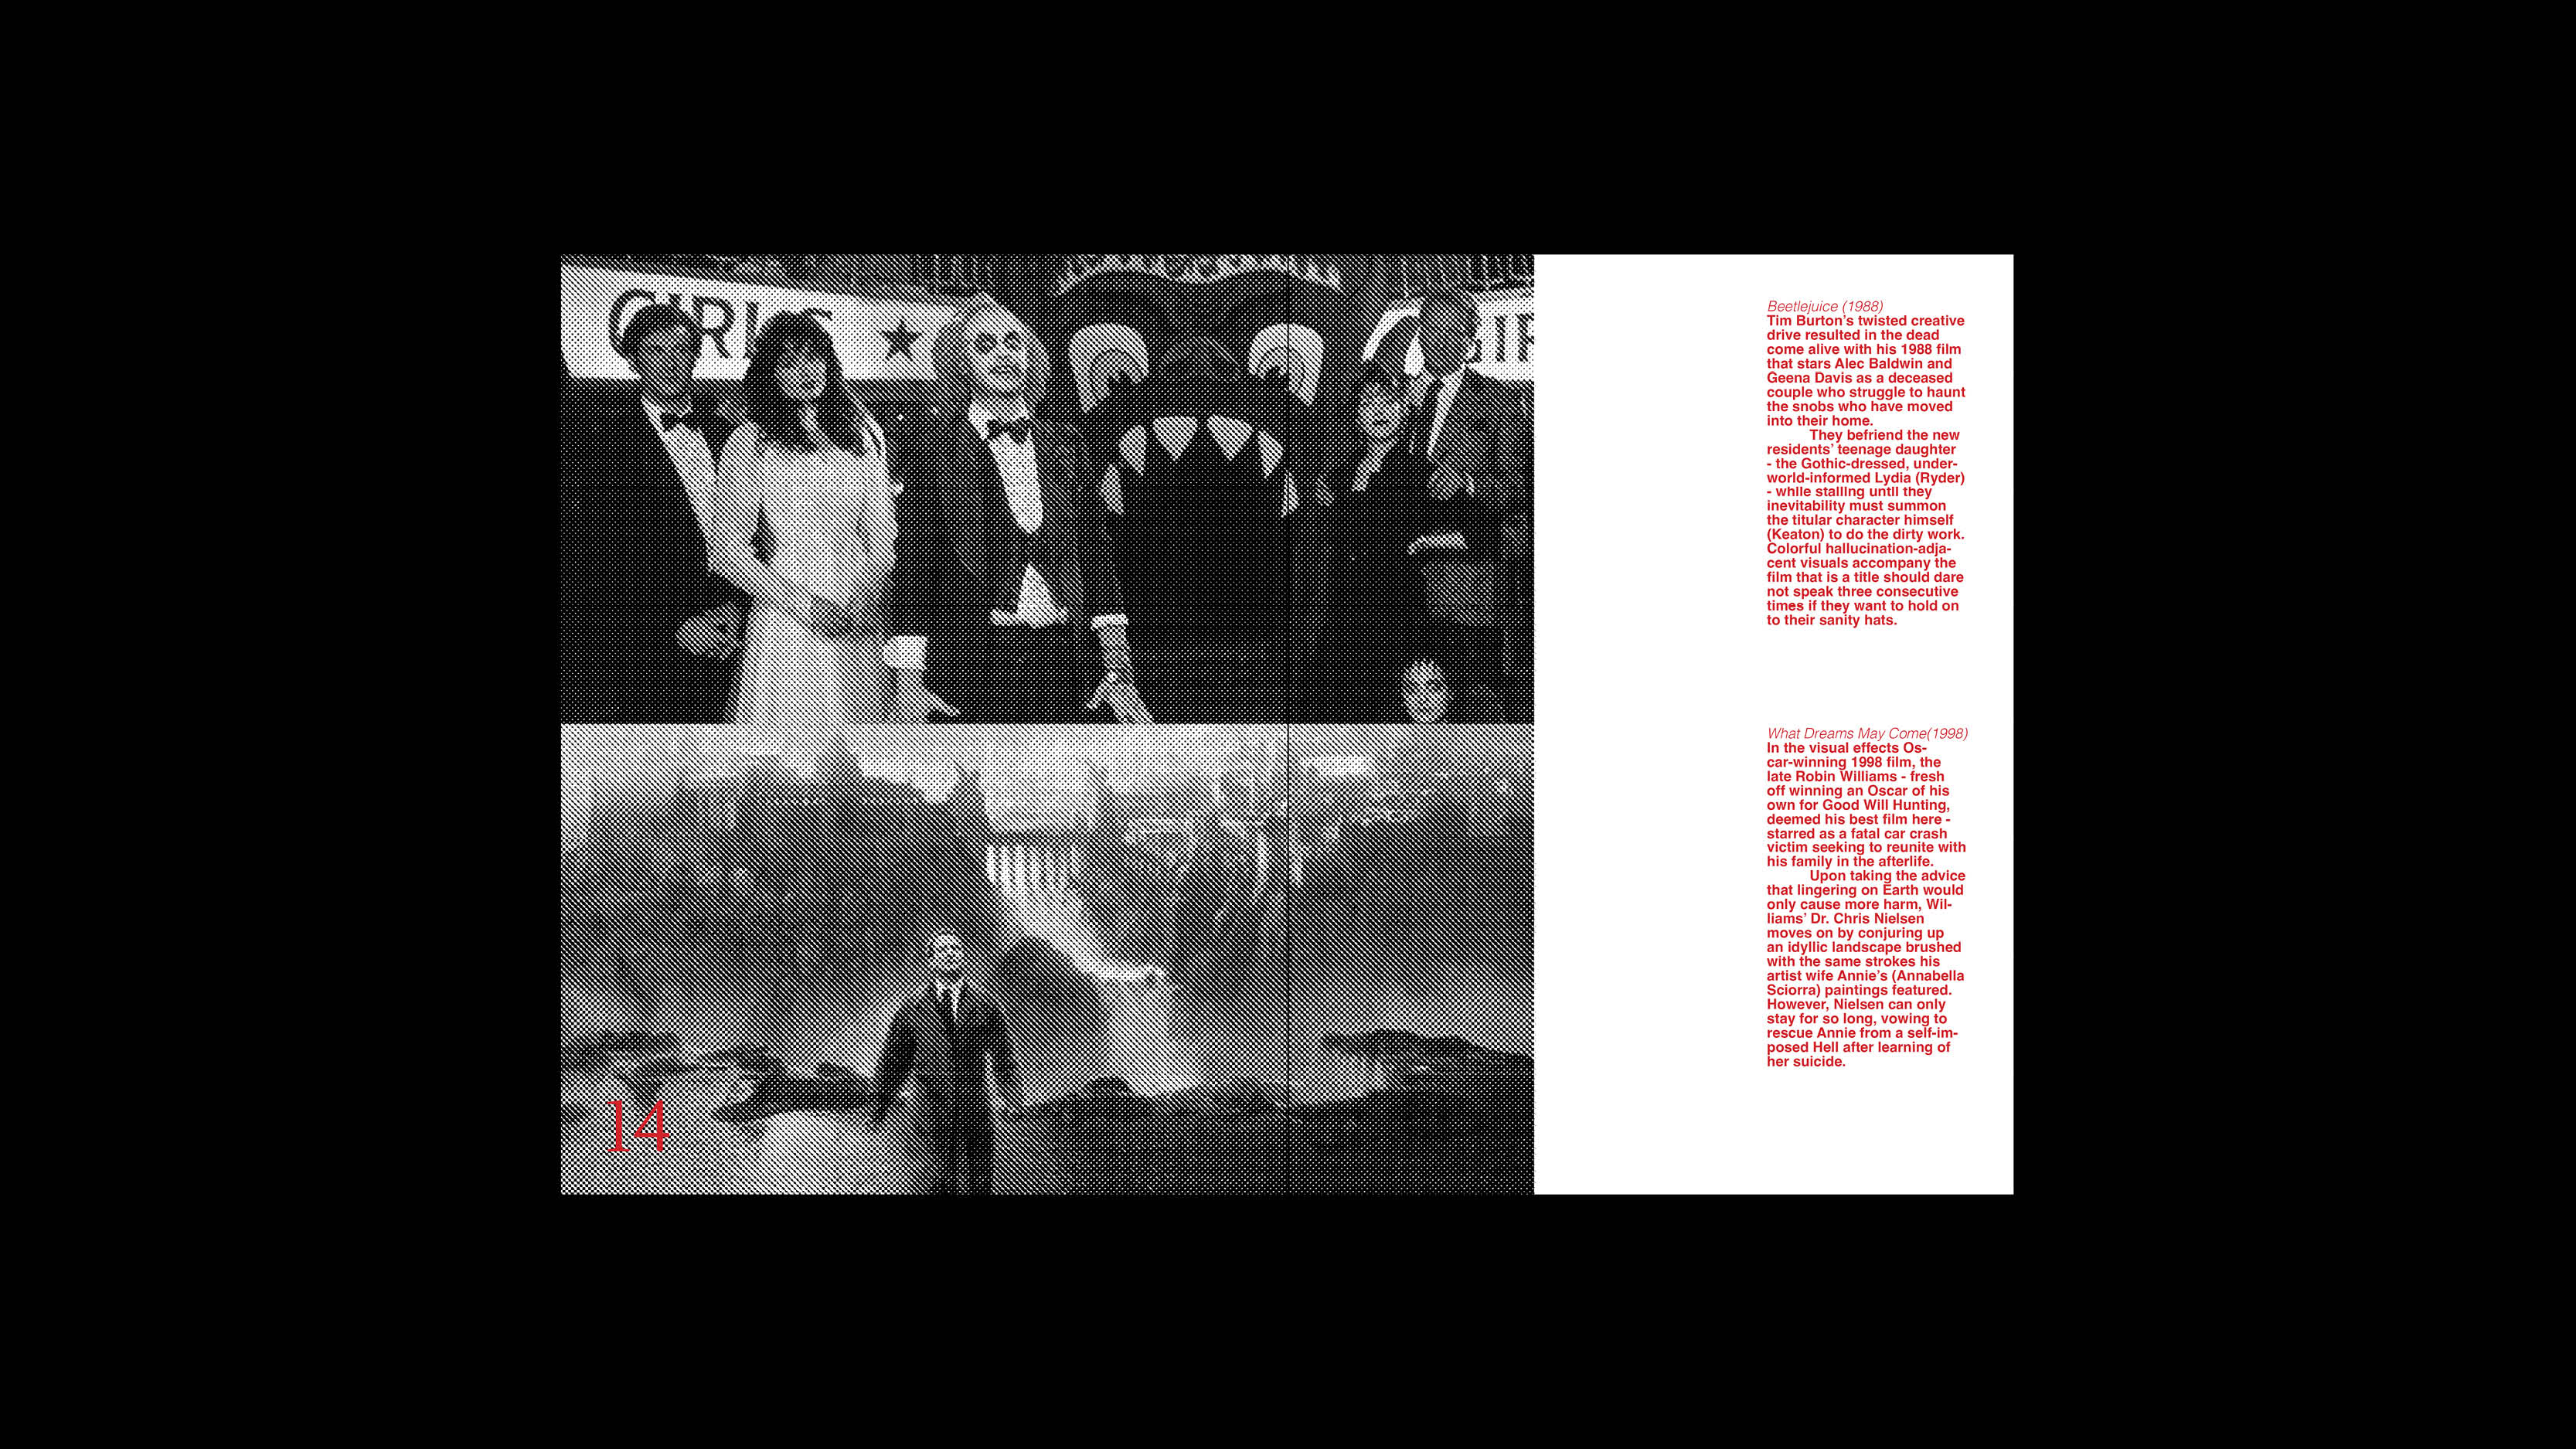 GIRLS ★
Beetlejuice (1988)
Tim Burton’s twisted creative
drive resulted in the dead
come alive with his 1988 film
that stars Alec Baldwin and
Geena Davis as a deceased
couple who struggle to haunt
the snobs who have moved
into their home.
They befriend the new
residents’ teenage daughter
- the Gothic-dressed, under-
world-informed Lydia (Ryder)
- while stalling until they
inevitability must summon
the titular character himself
(Keaton) to do the dirty work.
Colorful hallucination-adja-
cent visuals accompany the
film that is a title should dare
not speak three consecutive
times if they want to hold on
to their sanity hats.
What Dreams May Come(1998)
In the visual effects Os-
car-winning 1998 film, the
late Robin Williams - fresh
off winning an Oscar of his
own for Good Will Hunting,
deemed his best film here -
starred as a fatal car crash
victim seeking to reunite with
his family in the afterlife.
Upon taking the advice
that lingering on Earth would
only cause more harm, Wil-
liams’ Dr. Chris Nielsen
moves on by conjuring up
an idyllic landscape brushed
with the same strokes his
artist wife Annie’s (Annabella
Sciorra) paintings featured.
However, Nielsen can only
stay for so long, vowing to
rescue Annie from a self-im-
posed Hell after learning of
her suicide.
14